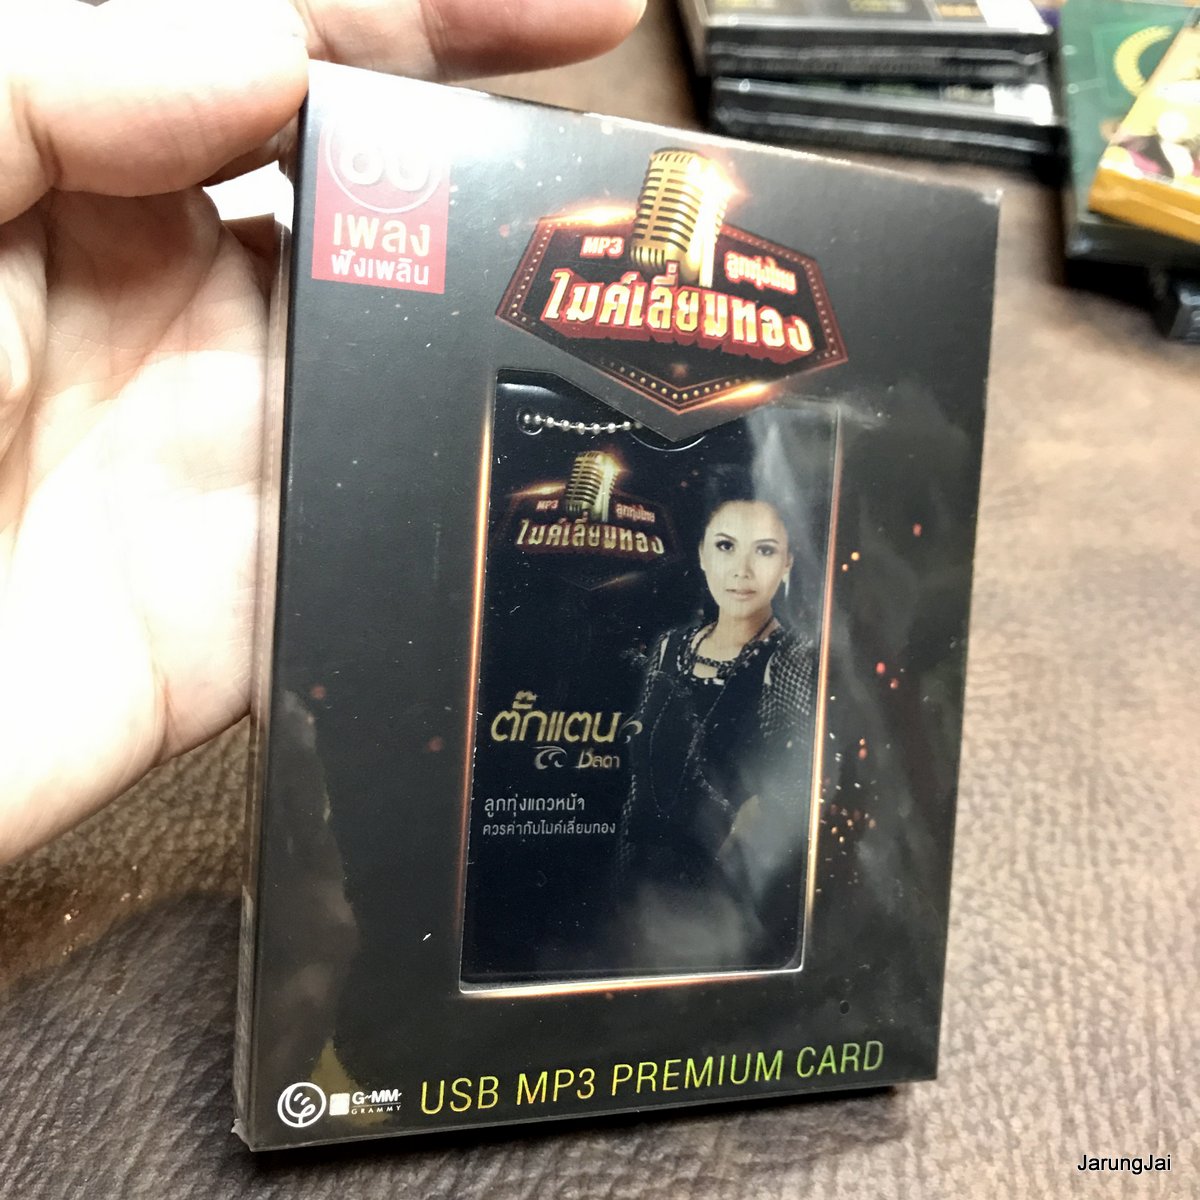 60
เพลง
ฟังเพลิน
MP3
ลูกทุ่งไทย
ไมค์เลี่ยมทอง
MP3
ลูกทุ่งไทย
ไมค์เลี่ยมทอง
ตั๊กแตน
ชลดา
ลูกทุ่งแถวหน้า
ควรค่ากับไมค์เลี่ยมทอง
G-MM-
GRAMMY
USB MP3 PREMIUM CARD
JarungJai